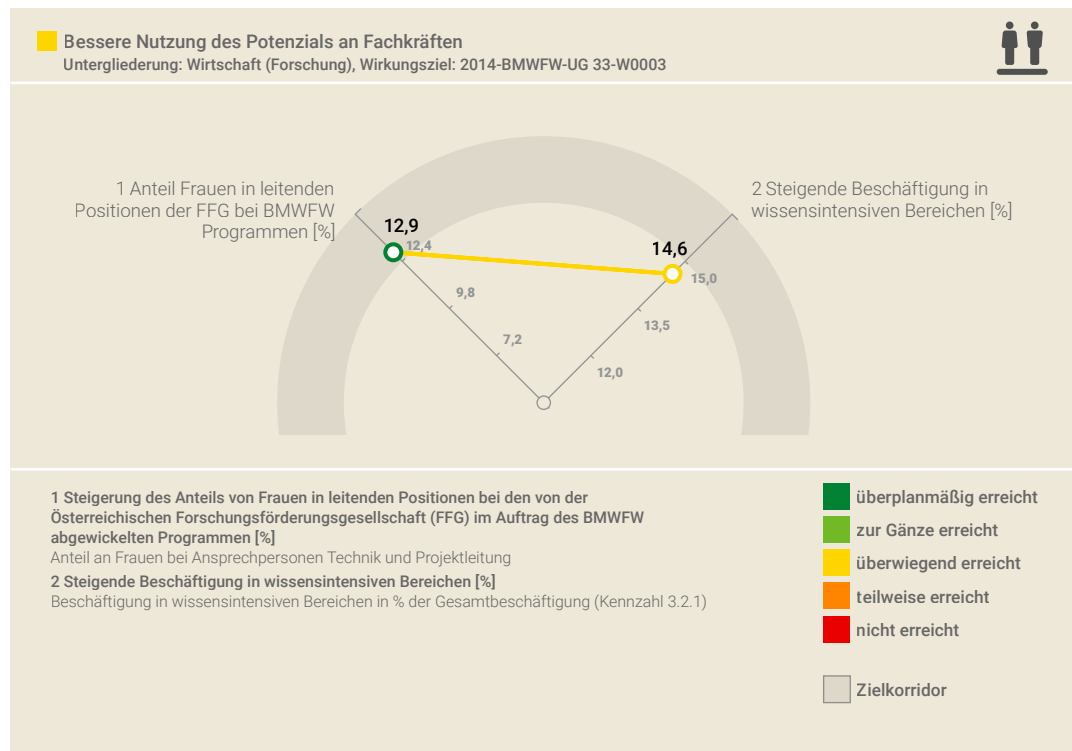 Bessere Nutzung des Potenzials an Fachkräften
Untergliederung: Wirtschaft (Forschung), Wirkungsziel: 2014-BMWFW-UG 33-W0003
1 Anteil Frauen in leitenden
Positionen der FFG bei BMWFW
Programmen [%]
2 Steigende Beschäftigung in
wissensintensiven Bereichen [%]
12,9
12,4
9,8
7,2
14,6
15,0
13,5
12,0
1 Steigerung des Anteils von Frauen in leitenden Positionen bei den von der
Österreichischen Forschungsförderungsgesellschaft (FFG) im Auftrag des BMWFW
abgewickelten Programmen [%]
Anteil an Frauen bei Ansprechpersonen Technik und Projektleitung
2 Steigende Beschäftigung in wissensintensiven Bereichen [%]
Beschäftigung in wissensintensiven Bereichen in % der Gesamtbeschäftigung (Kennzahl 3.2.1)
überplanmäßig erreicht
zur Gänze erreicht
überwiegend erreicht
teilweise erreicht
nicht erreicht
Zielkorridor